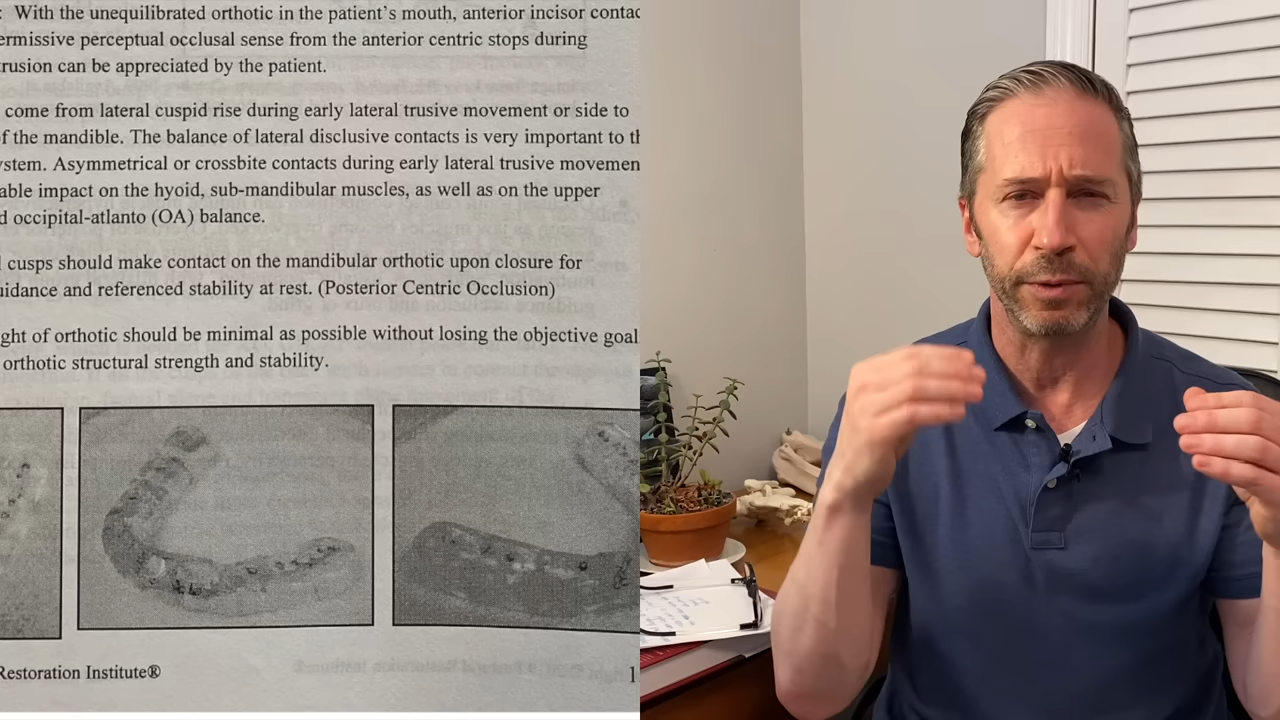 : With the unequilibrated orthotic in the patient's mouth, anterior incisor contac
ermissive perceptual occlusal sense from the anterior centric stops during
rusion can be appreciated by the patient.
come from lateral cuspid rise during early lateral trusive movement or side to
of the mandible. The balance of lateral disclusive contacts is very important to th
ystem. Asymmetrical or crossbite contacts during early lateral trusive movemen
able impact on the hyoid, sub-mandibular muscles, as well as on the upper
d occipital-atlanto (OA) balance.
l cusps should make contact on the mandibular orthotic upon closure for
uidance and referenced stability at rest. (Posterior Centric Occlusion)
ght of orthotic should be minimal as possible without losing the objective goal
orthotic structural strength and stability.
Restoration Institute®
1